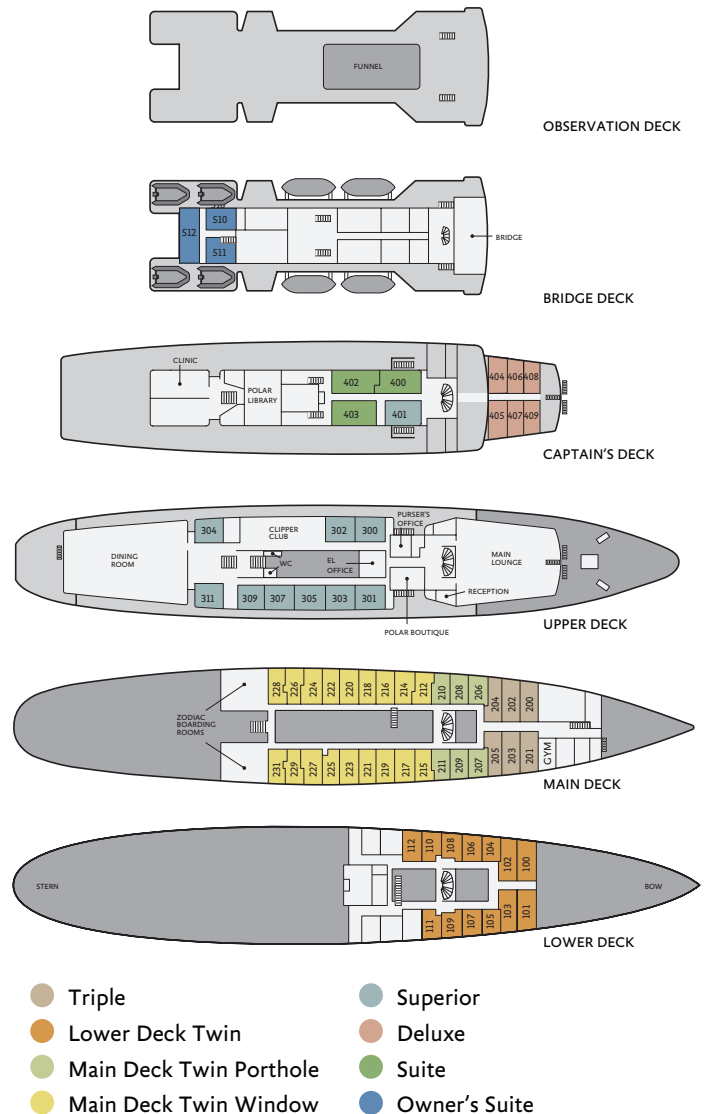 FUNNEL
OBSERVATION DECK
510
512
511
BRIDGE
BRIDGE DECK
CLINIC
POLAR
LIBRARY
402
400
403
401
404
406
408
405
407
409
CAPTAIN'S DECK
304
CLIPPER
CLUB
302
300
PURSER'S
OFFICE
DINING
ROOM
WC
EL
OFFICE
MAIN
LOUNGE
311
309
307
305
303
301
RECEPTION
POLAR BOUTIQUE
UPPER DECK
228
226
224
222
220
218
216
214
212
210
208
206
204
202
200
ZODIAC
BOARDING
ROOMS
231
229
227
225
223
221
219
217
215
211
209
207
205
203
201
GYM
MAIN DECK
112
110
108
106
104
102
100
STERN
BOW
111
109
107
105
103
101
LOWER DECK
Triple
Lower Deck Twin
Main Deck Twin Porthole
Main Deck Twin Window
Superior
Deluxe
Suite
Owner's Suite